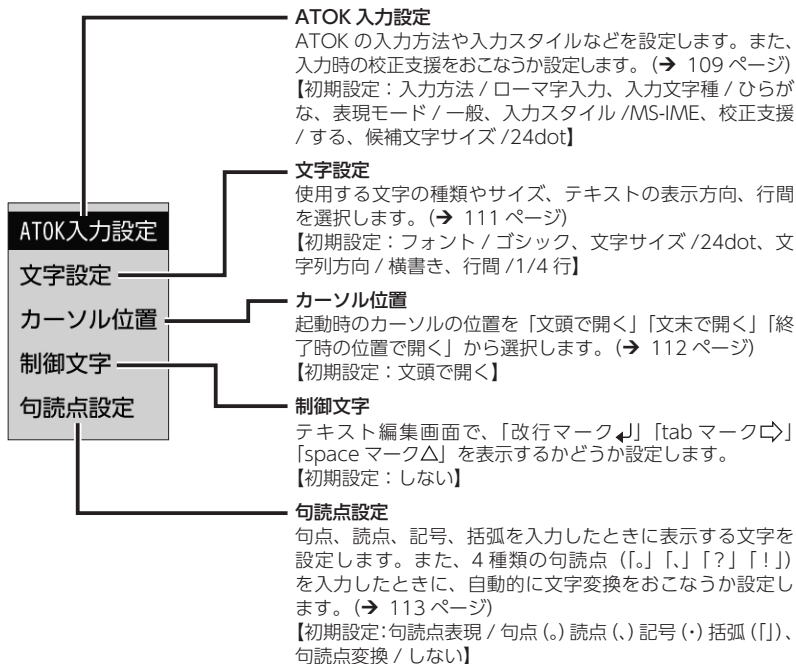 ATOK 入力設定
ATOK の入力方法や入力スタイルなどを設定します。また、
入力時の校正支援をおこなうか設定します。(➔ 109 ページ)
【初期設定：入力方法 / ローマ字入力、入力文字種 / ひらが
な、表現モード / 一般、入力スタイル /MS-IME、校正支援
/ する、候補文字サイズ /24dot】
文字設定
使用する文字の種類やサイズ、テキストの表示方向、行間
を選択します。(➔ 111 ページ)
【初期設定：フォント / ゴシック、文字サイズ /24dot、文
字列方向 / 横書き、行間 /1/4 行】
カーソル位置
起動時のカーソルの位置を「文頭で開く」「文末で開く」「終
了時の位置で開く」から選択します。(➔ 112 ページ)
【初期設定：文頭で開く】
制御文字
テキスト編集画面で、「改行マーク↲」「tab マーク⇨」
「space マーク△」を表示するかどうか設定します。
【初期設定：しない】
句読点設定
句点、読点、記号、括弧を入力したときに表示する文字を
設定します。また、4 種類の句読点（「。」「、」「？」「！」）
を入力したときに、自動的に文字変換をおこなうか設定し
ます。(➔ 113 ページ)
【初期設定：句読点表現 / 句点（。）読点（、）記号（・）括弧（「」）、
句読点変換 / しない】
ATOK入力設定
文字設定
カーソル位置
制御文字
句読点設定